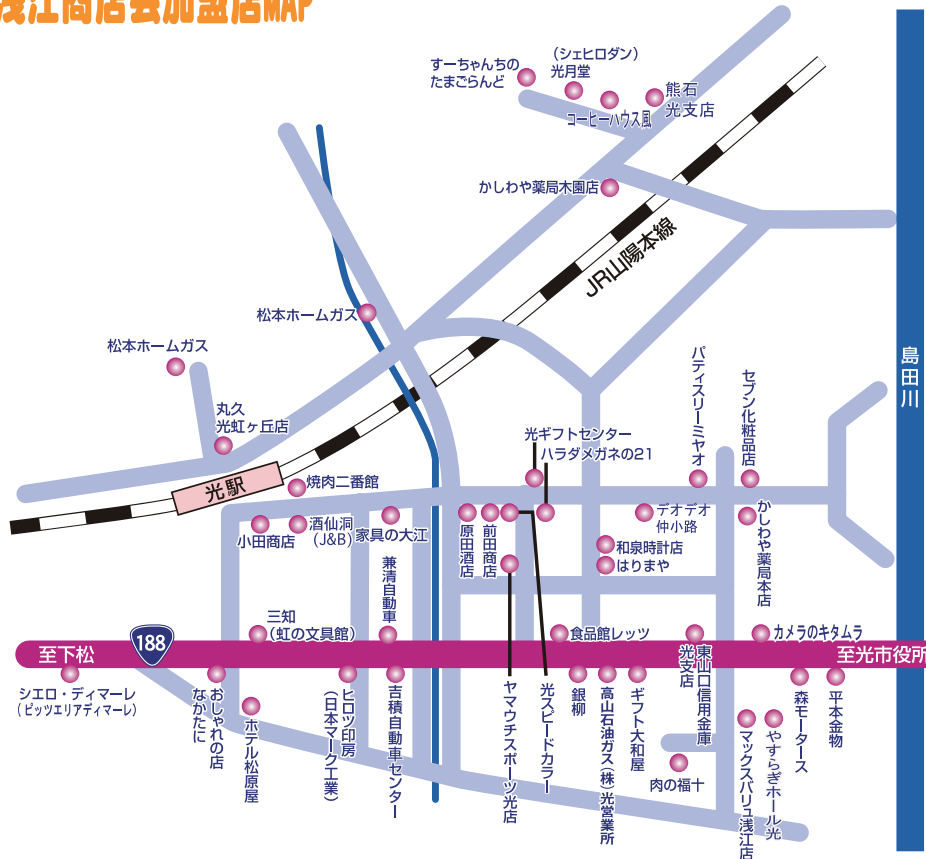 浅江商店会加盟店MAP
すーちゃんちの
たまごらんど
(シェヒロダン)
光月堂
コーヒーハウス風
熊石
光支店
かしわや薬局木園店
JR山陽本線
松本ホームガス
松本ホームガス
丸久
光虹ヶ丘店
島田川
パティスリーミヤオ
セブン化粧品店
光ギフトセンター
ハラダメガネの21
光駅
焼肉二番館
小田商店
酒仙洞
(J&B)
家具の大江
原田酒店
前田商店
デオデオ
仲小路
かしわや薬局本店
和泉時計店
はりまや
兼清自動車
三知
(虹の文具館)
食品館レッツ
カメラのキタムラ
188
至下松
至光市役所
シエロ・ディマーレ
(ピッツエリアディマーレ)
おしゃれの店
なかたに
ホテル松原屋
ヒロツ印房
(日本マーク工業)
吉積自動車センター
ヤマウチスポーツ光店
光スピードカラー
銀柳
高山石油ガス(株)光営業所
ギフト大和屋
東山口信用金庫
光支店
肉の福十
マックスバリュ浅江店
やすらぎホール光
森モータース
平本金物